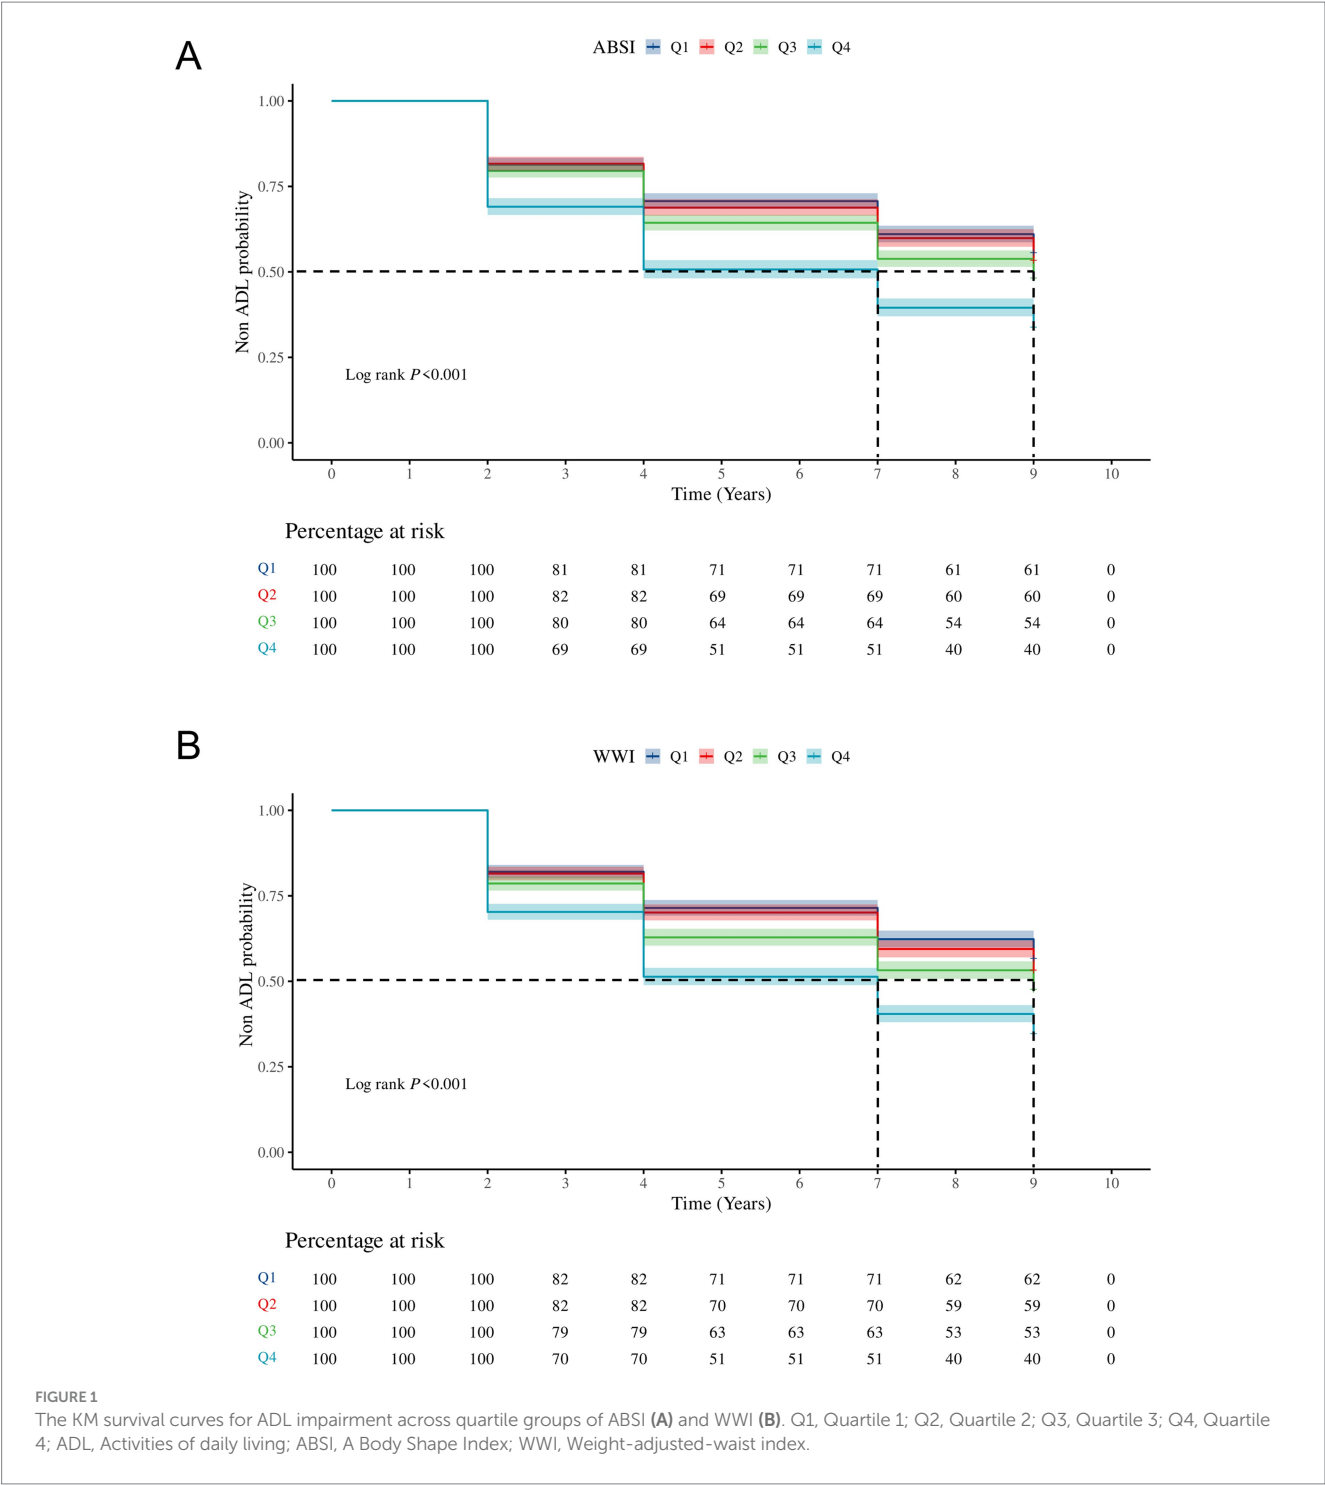 A
ABSI Q1 Q2 Q3 Q4
1.00
0.75
0.50
0.25
0.00
Non ADL probability
Log rank P<0.001
0 1 2 3 4 5 6 7 8 9 10
Time (Years)
Percentage at risk
Q1 100 100 100 81 81 71 71 71 61 61 0
Q2 100 100 100 82 82 69 69 69 60 60 0
Q3 100 100 100 80 80 64 64 64 54 54 0
Q4 100 100 100 69 69 51 51 51 40 40 0
B
WWI Q1 Q2 Q3 Q4
1.00
0.75
0.50
0.25
0.00
Non ADL probability
Log rank P<0.001
0 1 2 3 4 5 6 7 8 9 10
Time (Years)
Percentage at risk
Q1 100 100 100 82 82 71 71 71 62 62 0
Q2 100 100 100 82 82 70 70 70 59 59 0
Q3 100 100 100 79 79 63 63 63 53 53 0
Q4 100 100 100 70 70 51 51 51 40 40 0
FIGURE 1
The KM survival curves for ADL impairment across quartile groups of ABSI (A) and WWI (B). Q1, Quartile 1; Q2, Quartile 2; Q3, Quartile 3; Q4, Quartile
4; ADL, Activities of daily living; ABSI, A Body Shape Index; WWI, Weight-adjusted-waist index.